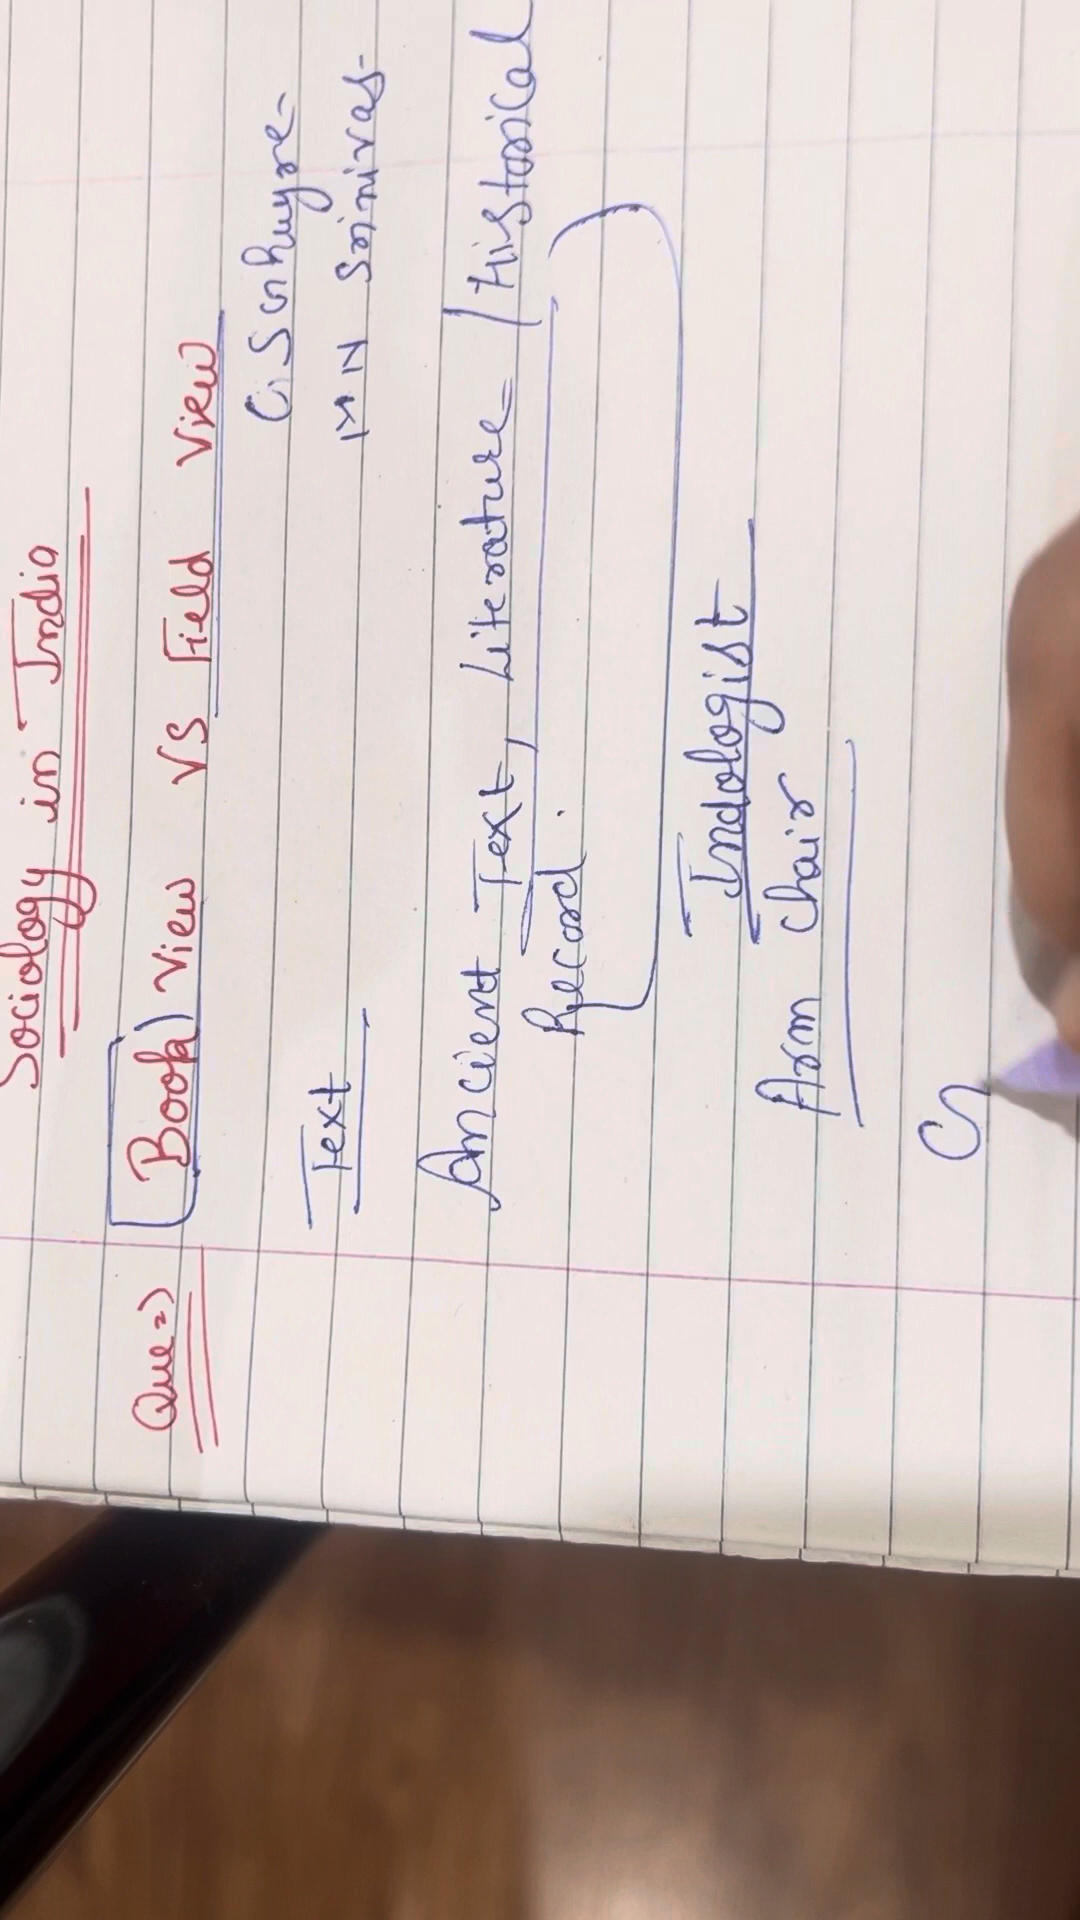 Sociology in India
Que⇒ Book view vs Field view
G.S Ghuyre-
Text
M N Srinivas-
Ancient Text, Literature / Historical
Record.
Indologist
Arm chair
G